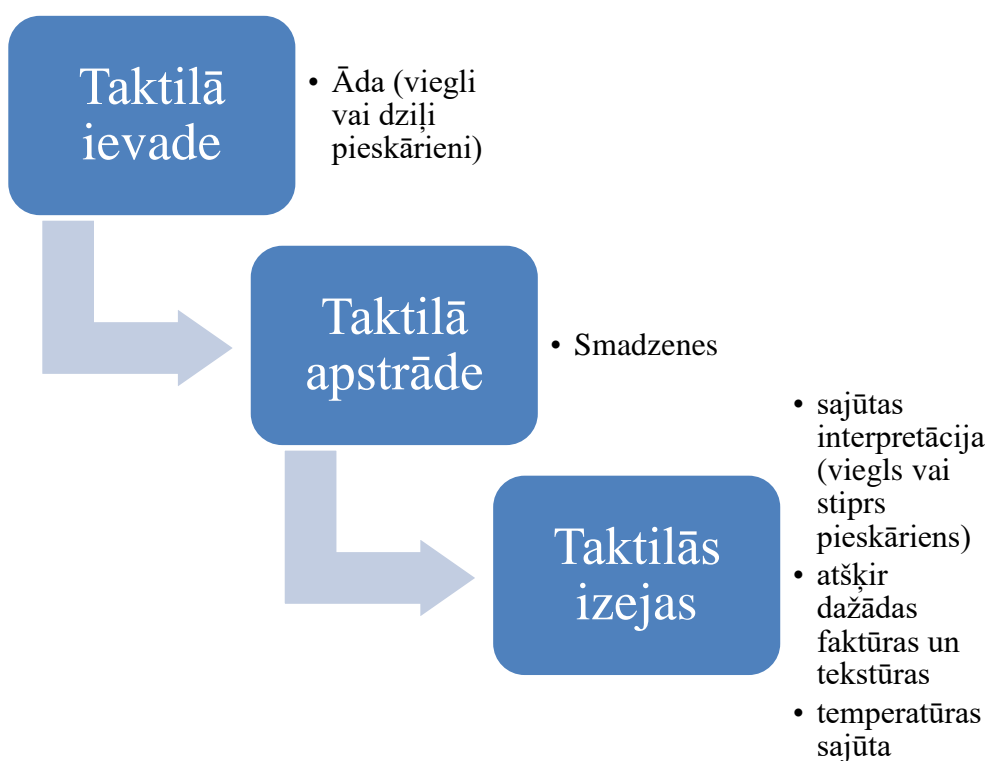 Taktilā
ievade
• Āda (viegli
vai dziļi
pieskārieni)
Taktilā
apstrāde
• Smadzenes
Taktilās
izejas
• sajūtas
interpretācija
(viegls vai
stiprs
pieskāriens)
• atšķir
dažādas
faktūras un
tekstūras
• temperatūras
sajūta